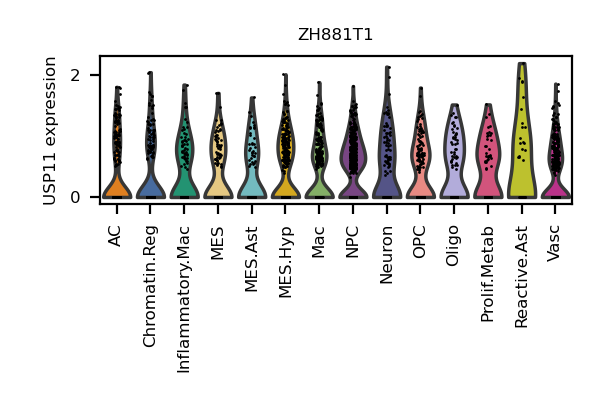 ZH881T1
USP11 expression
2
0
AC
Chromatin.Reg
Inflammatory.Mac
MES
MES.Ast
MES.Hyp
Mac
NPC
Neuron
OPC
Oligo
Prolif.Metab
Reactive.Ast
Vasc